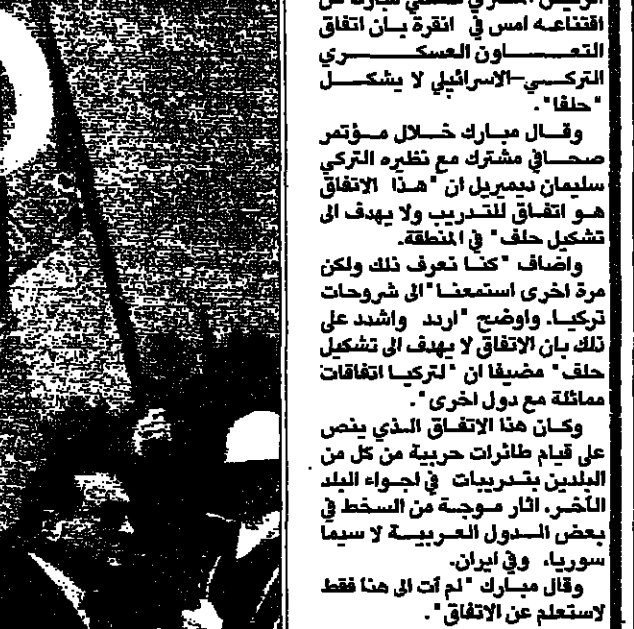 اقتناعه امس في انقرة بان اتفاق
التعاون العسكري
التركي-الاسرائيلي لا يشكل
"حلفا".
وقال مبارك خلال مؤتمر
صحافي مشترك مع نظيره التركي
سليمان ديميريل ان "هذا الاتفاق
هو اتفاق للتدريب ولا يهدف الى
تشكيل حلف" في المنطقة.
واضاف "كنا نعرف ذلك ولكن
مرة اخرى استمعنا" الى شروحات
تركيا. واوضح "اردد واشدد على
ذلك بان الاتفاق لا يهدف الى تشكيل
حلف" مضيفا ان "لتركيا اتفاقات
مماثلة مع دول اخرى".
وكان هذا الاتفاق الذي ينص
على قيام طائرات حربية من كل من
البلدين بتدريبات في اجواء البلد
الآخر، اثار موجة من السخط في
بعض الدول العربية لا سيما
سوريا، وفي ايران.
وقال مبارك "لم آت الى هنا فقط
لاستعلم عن الاتفاق".